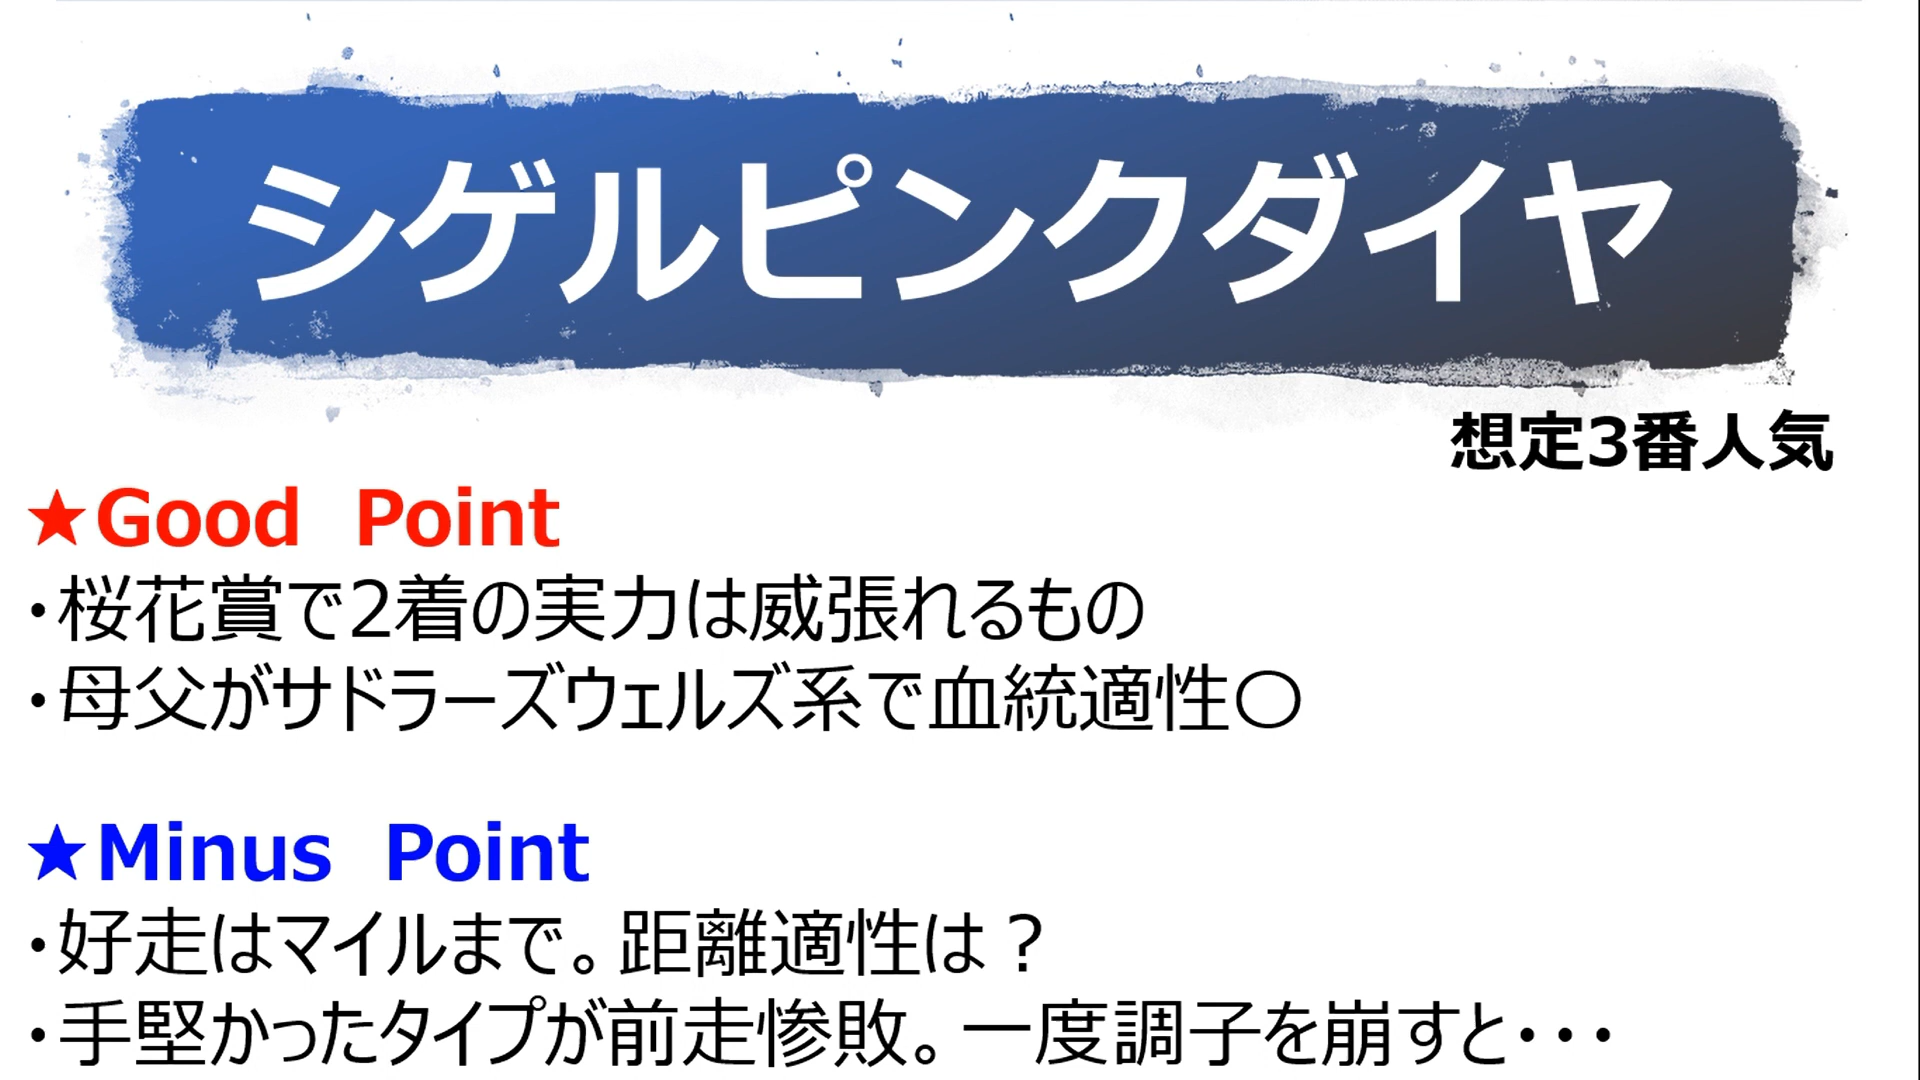 シゲルピンクダイヤ
想定3番人気
★Good Point
・桜花賞で2着の実力は威張れるもの
・母父がサドラーズウェルズ系で血統適性〇
★Minus Point
・好走はマイルまで。距離適性は？
・手堅かったタイプが前走惨敗。一度調子を崩すと・・・